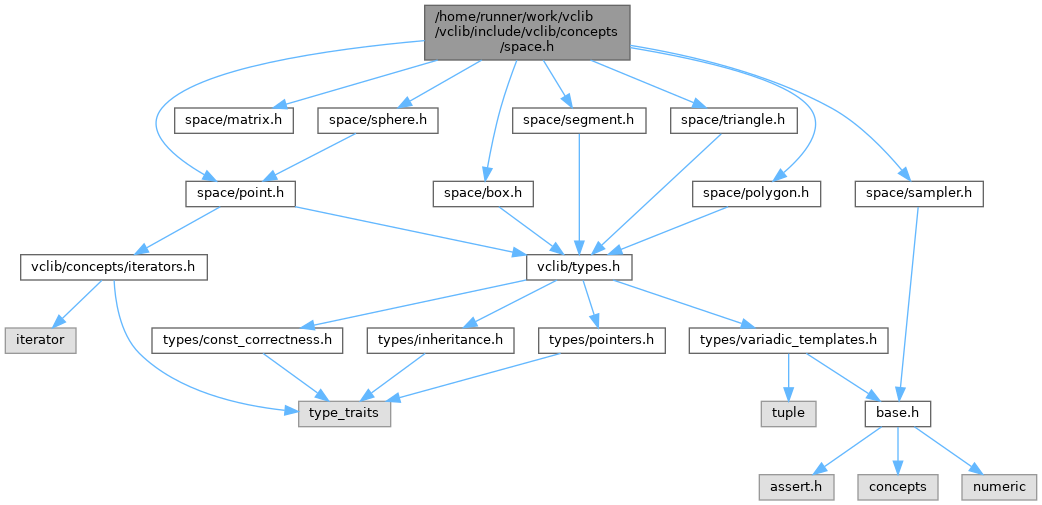 /home/runner/work/vclib
/vclib/include/vclib/concepts
/space.h
space/matrix.h
space/sphere.h
space/segment.h
space/triangle.h
space/point.h
space/box.h
space/polygon.h
space/sampler.h
vclib/concepts/iterators.h
vclib/types.h
iterator
types/const_correctness.h
types/inheritance.h
types/pointers.h
types/variadic_templates.h
type_traits
tuple
base.h
assert.h
concepts
numeric